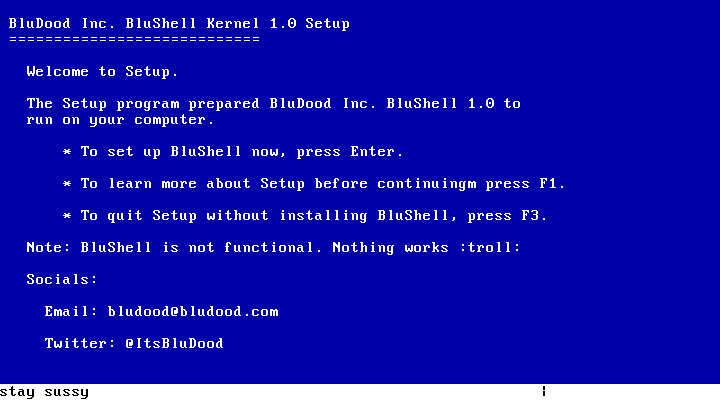 BluDood Inc. BluShell Kernel 1.0 Setup
============================
Welcome to Setup.
The Setup program prepared BluDood Inc. BluShell 1.0 to
run on your computer.
* To set up BluShell now, press Enter.
* To learn more about Setup before continuingm press F1.
* To quit Setup without installing BluShell, press F3.
Note: BluShell is not functional. Nothing works :troll:
Socials:
Email: bludood@bludood.com
Twitter: @ItsBluDood
stay sussy ¦